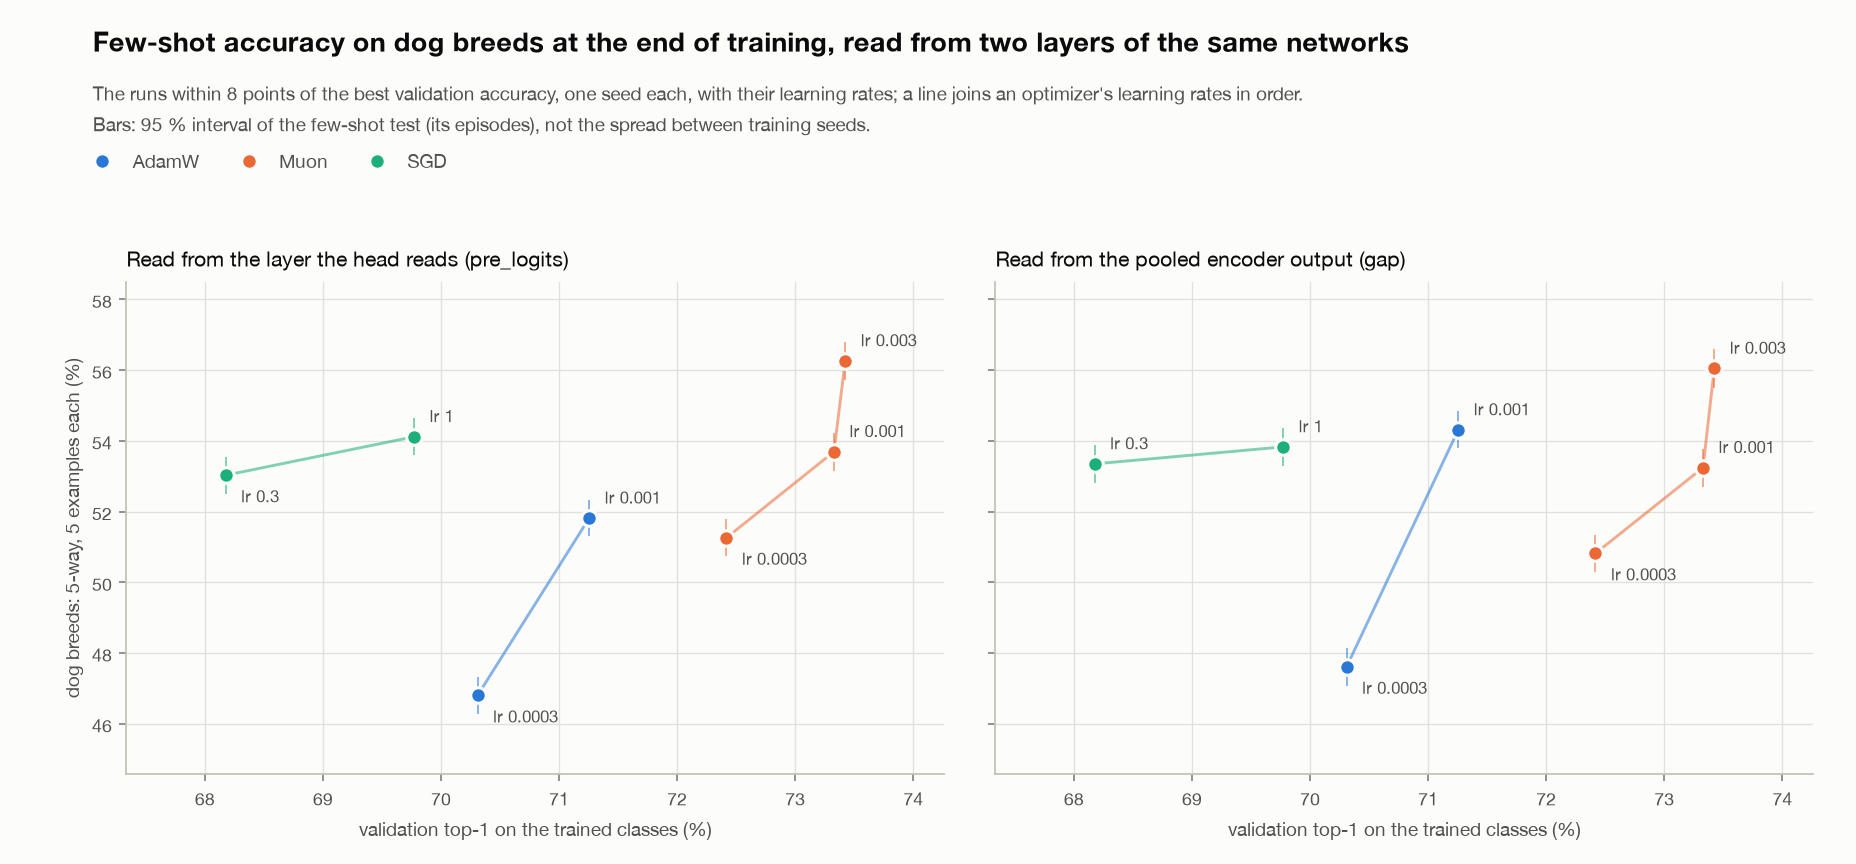 Few-shot accuracy on dog breeds at the end of training, read from two layers of the same networks
The runs within 8 points of the best validation accuracy, one seed each, with their learning rates; a line joins an optimizer's learning rates in order.
Bars: 95 % interval of the few-shot test (its episodes), not the spread between training seeds.
AdamW Muon SGD
Read from the layer the head reads (pre_logits)
dog breeds: 5-way, 5 examples each (%)
58
56
54
52
50
48
46
lr 0.003
lr 1
lr 0.001
lr 0.3
lr 0.001
lr 0.0003
lr 0.0003
68 69 70 71 72 73 74
validation top-1 on the trained classes (%)
Read from the pooled encoder output (gap)
lr 0.003
lr 0.001
lr 1
lr 0.3
lr 0.001
lr 0.0003
lr 0.0003
68 69 70 71 72 73 74
validation top-1 on the trained classes (%)